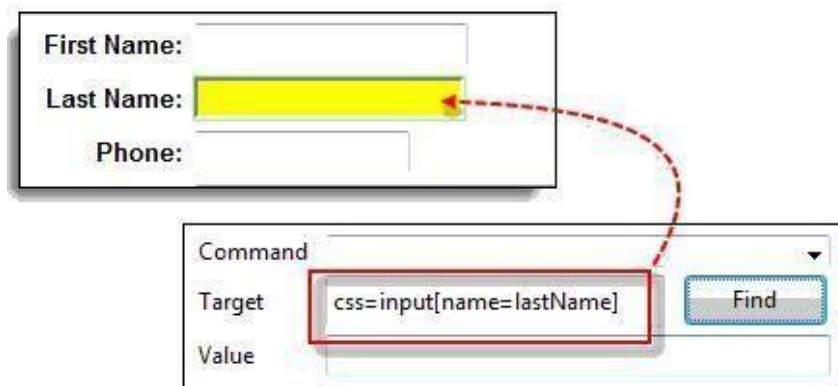 First Name:
Last Name:
Phone:
Command
Target css=input[name=lastName] Find
Value